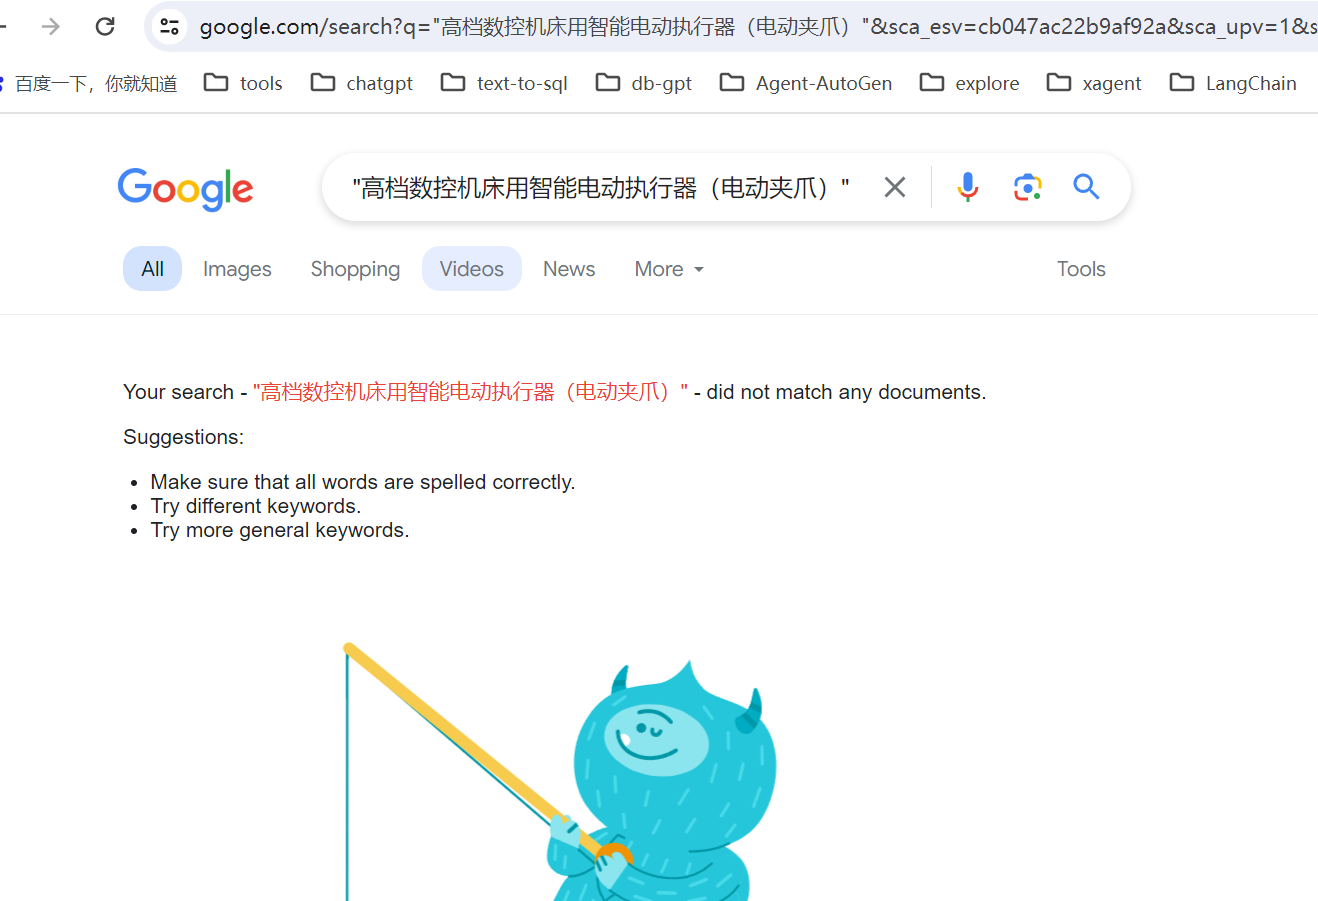 google.com/search?q="高档数控机床用智能电动执行器（电动夹爪）"&sca_esv=cb047ac22b9af92a&sca_upv=1&s
百度一下，你就知道 tools chatgpt text-to-sql db-gpt Agent-AutoGen explore xagent LangChain
Google "高档数控机床用智能电动执行器（电动夹爪）"
All Images Shopping Videos News More Tools
Your search - "高档数控机床用智能电动执行器（电动夹爪）" - did not match any documents.
Suggestions:
Make sure that all words are spelled correctly.
Try different keywords.
Try more general keywords.